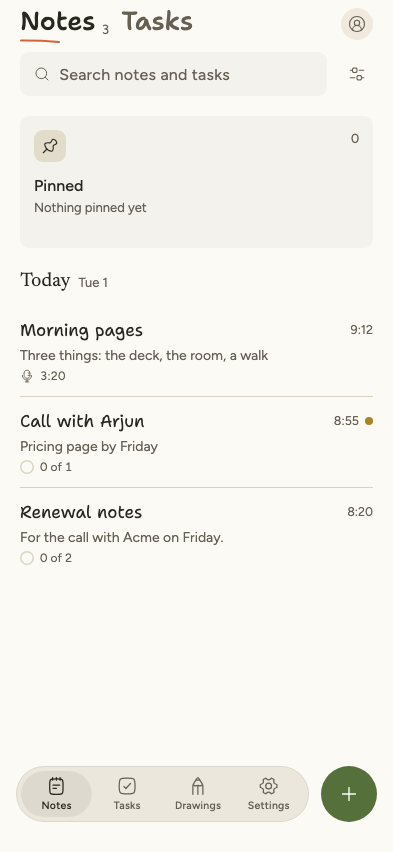 Notes 3 Tasks
Search notes and tasks
0
Pinned
Nothing pinned yet
Today Tue 1
Morning pages 9:12
Three things: the deck, the room, a walk
3:20
Call with Arjun 8:55
Pricing page by Friday
0 of 1
Renewal notes 8:20
For the call with Acme on Friday.
0 of 2
Notes Tasks Drawings Settings